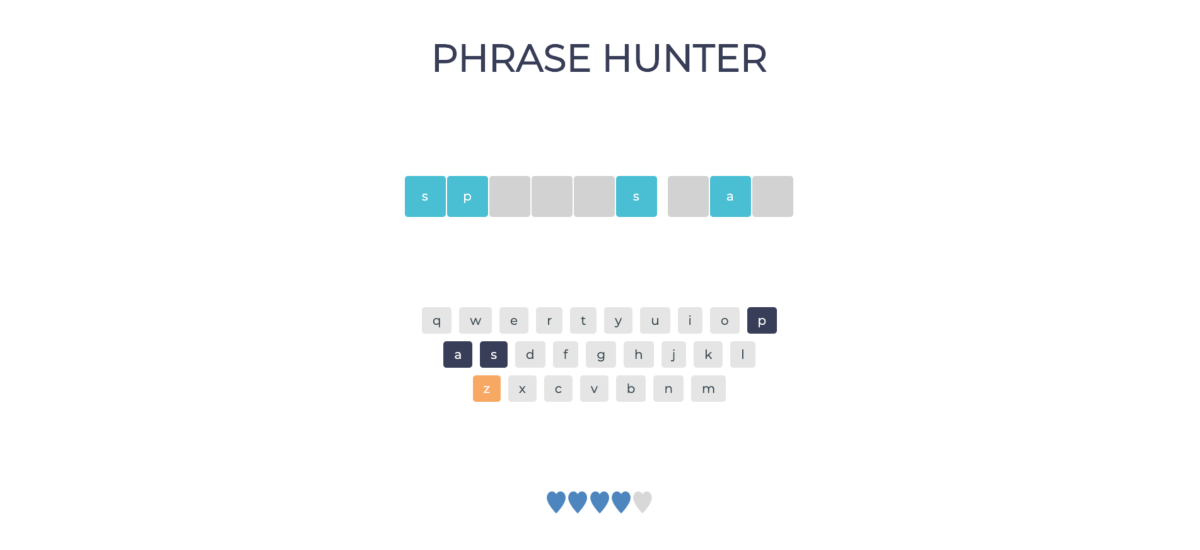 PHRASE HUNTER
s p s a
q w e r t y u i o p
a s d f g h j k l
z x c v b n m